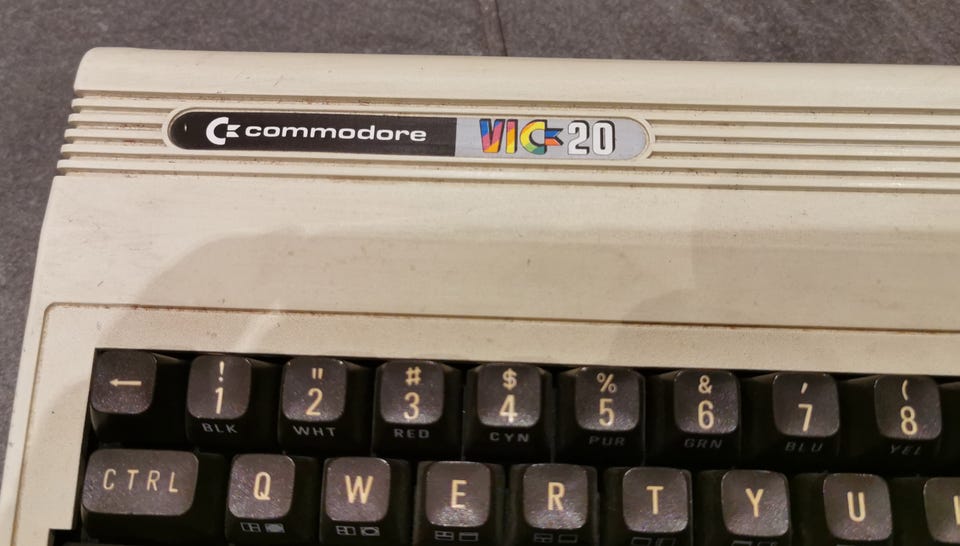 commodore VIC 20
! " # $ % & ' (
← 1 2 3 4 5 6 7 8
BLK WHT RED CYN PUR GRN BLU YEL
CTRL Q W E R T Y U